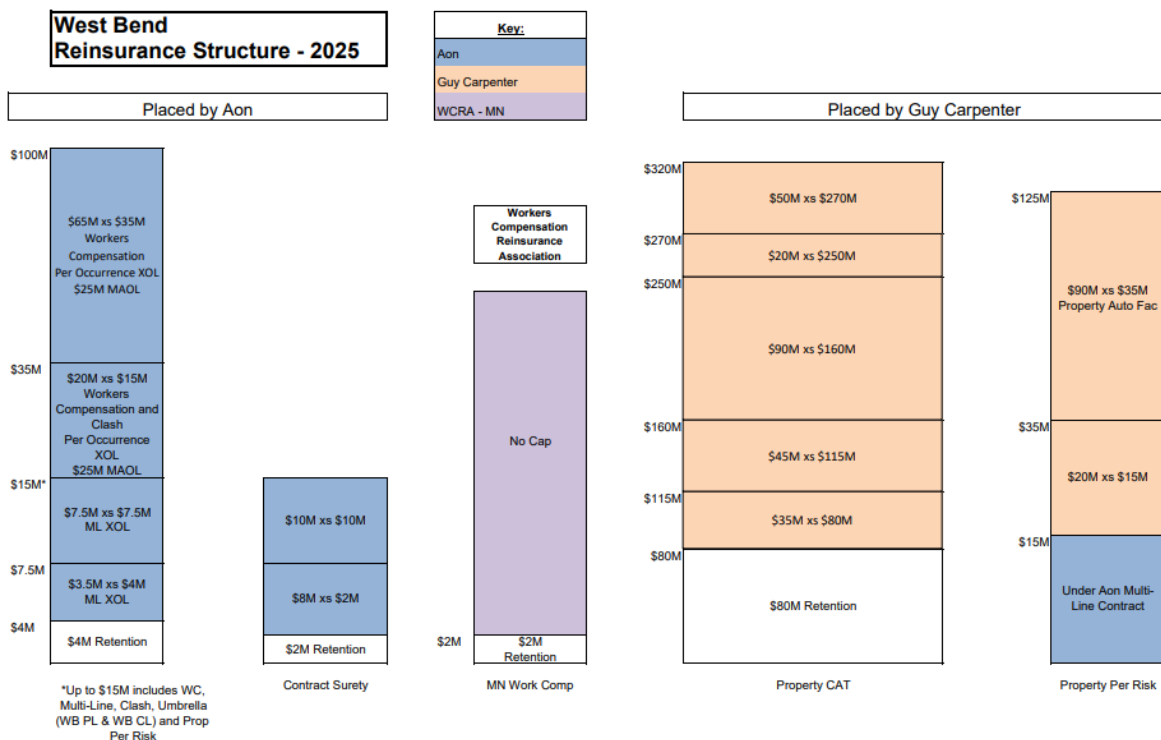 West Bend
Reinsurance Structure - 2025
Key:
Aon
Guy Carpenter
WCRA - MN
Placed by Aon
Placed by Guy Carpenter
$100M
$65M xs $35M
Workers
Compensation
Per Occurrence XOL
$25M MAOL
$35M
$20M xs $15M
Workers
Compensation and
Clash
Per Occurrence
XOL
$25M MAOL
$15M*
$7.5M xs $7.5M
ML XOL
$7.5M
$3.5M xs $4M
ML XOL
$4M
$4M Retention
*Up to $15M includes WC,
Multi-Line, Clash, Umbrella
(WB PL & WB CL) and Prop
Per Risk
$10M xs $10M
$8M xs $2M
$2M Retention
Contract Surety
Workers
Compensation
Reinsurance
Association
No Cap
$2M
$2M
Retention
MN Work Comp
$320M
$50M xs $270M
$270M
$20M xs $250M
$250M
$90M xs $160M
$160M
$45M xs $115M
$115M
$35M xs $80M
$80M
$80M Retention
Property CAT
$125M
$90M xs $35M
Property Auto Fac
$35M
$20M xs $15M
$15M
Under Aon Multi-
Line Contract
Property Per Risk